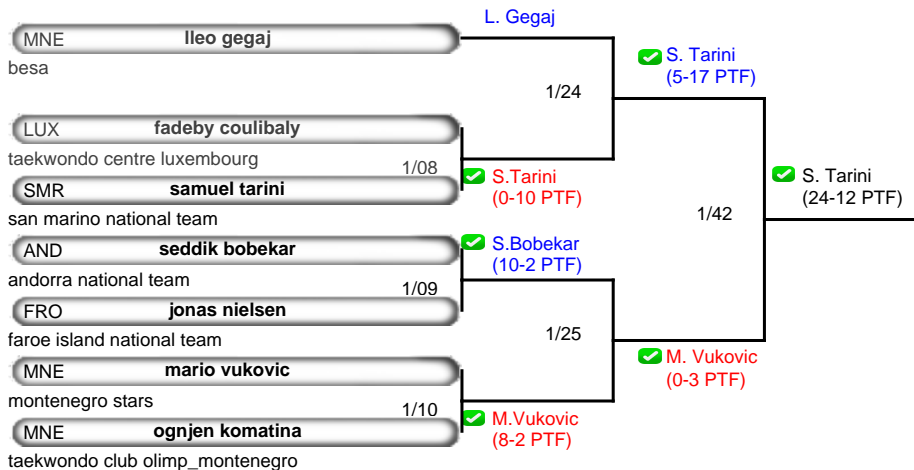 L. Gegaj
MNE lleo gegaj
besa
S. Tarini
(5-17 PTF)
1/24
LUX fadeby coulibaly
taekwondo centre luxembourg
1/08
SMR samuel tarini
san marino national team
S.Tarini
(0-10 PTF)
S. Tarini
(24-12 PTF)
1/42
AND seddik bobekar
andorra national team
S.Bobekar
(10-2 PTF)
1/09
FRO jonas nielsen
faroe island national team
1/25
MNE mario vukovic
montenegro stars
M. Vukovic
(0-3 PTF)
1/10
MNE ognjen komatina
taekwondo club olimp_montenegro
M.Vukovic
(8-2 PTF)